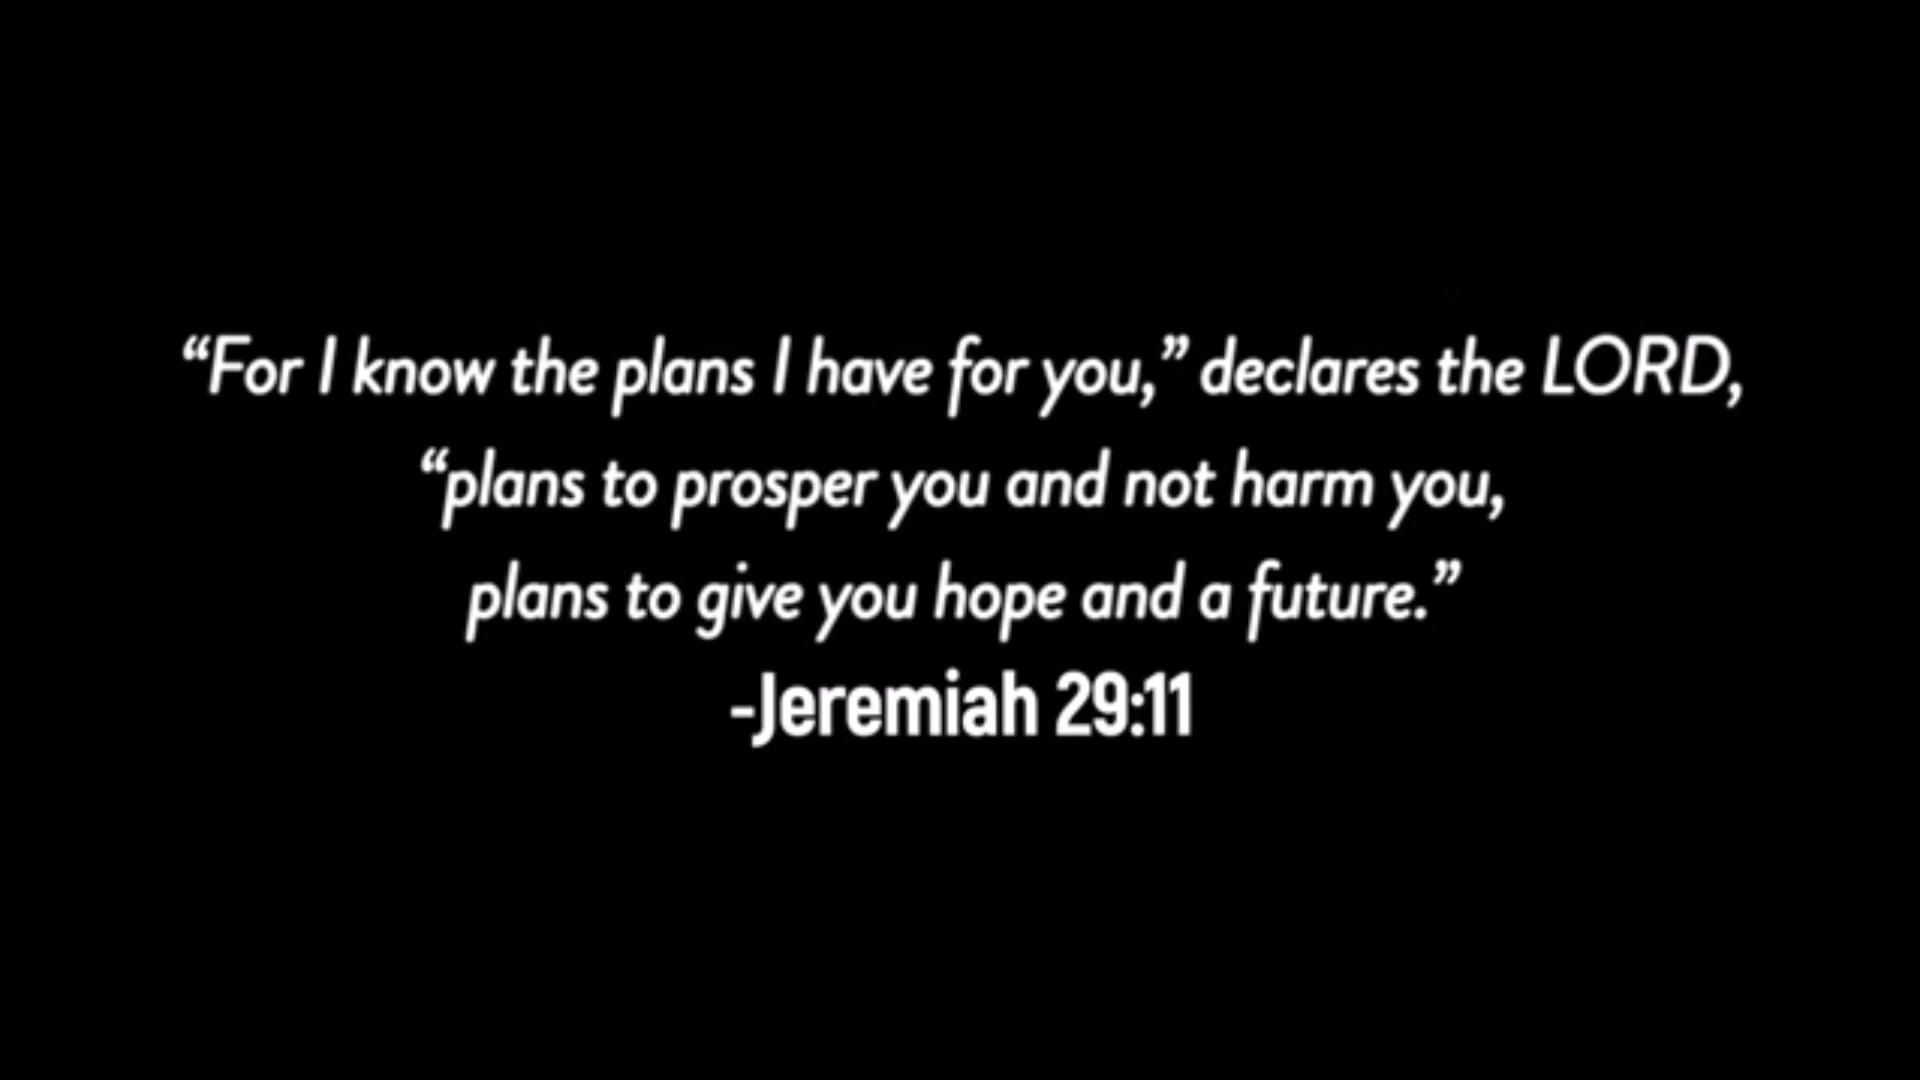 “For I know the plans I have for you,” declares the LORD,
“plans to prosper you and not harm you,
plans to give you hope and a future.”
-Jeremiah 29:11